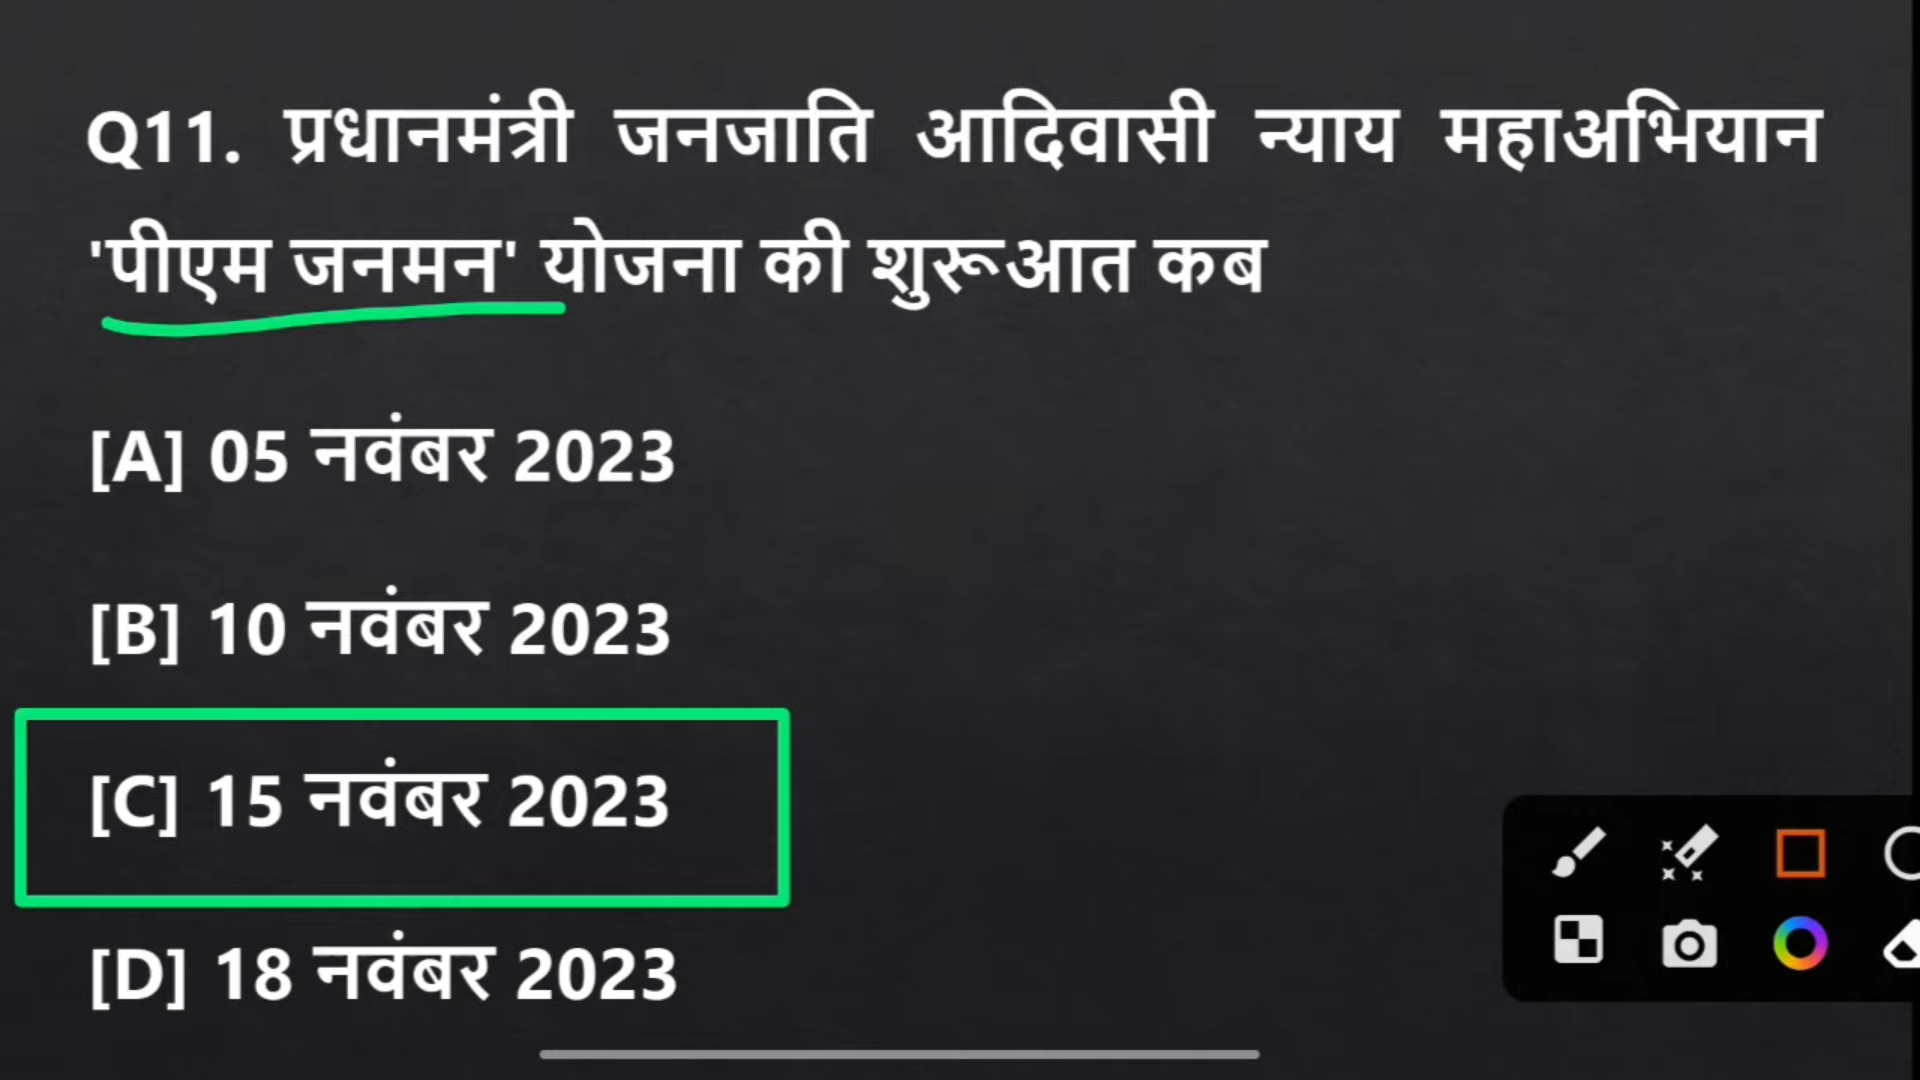 Q11. प्रधानमंत्री जनजाति आदिवासी न्याय महाअभियान
'पीएम जनमन' योजना की शुरूआत कब
[A] 05 नवंबर 2023
[B] 10 नवंबर 2023
[C] 15 नवंबर 2023
[D] 18 नवंबर 2023